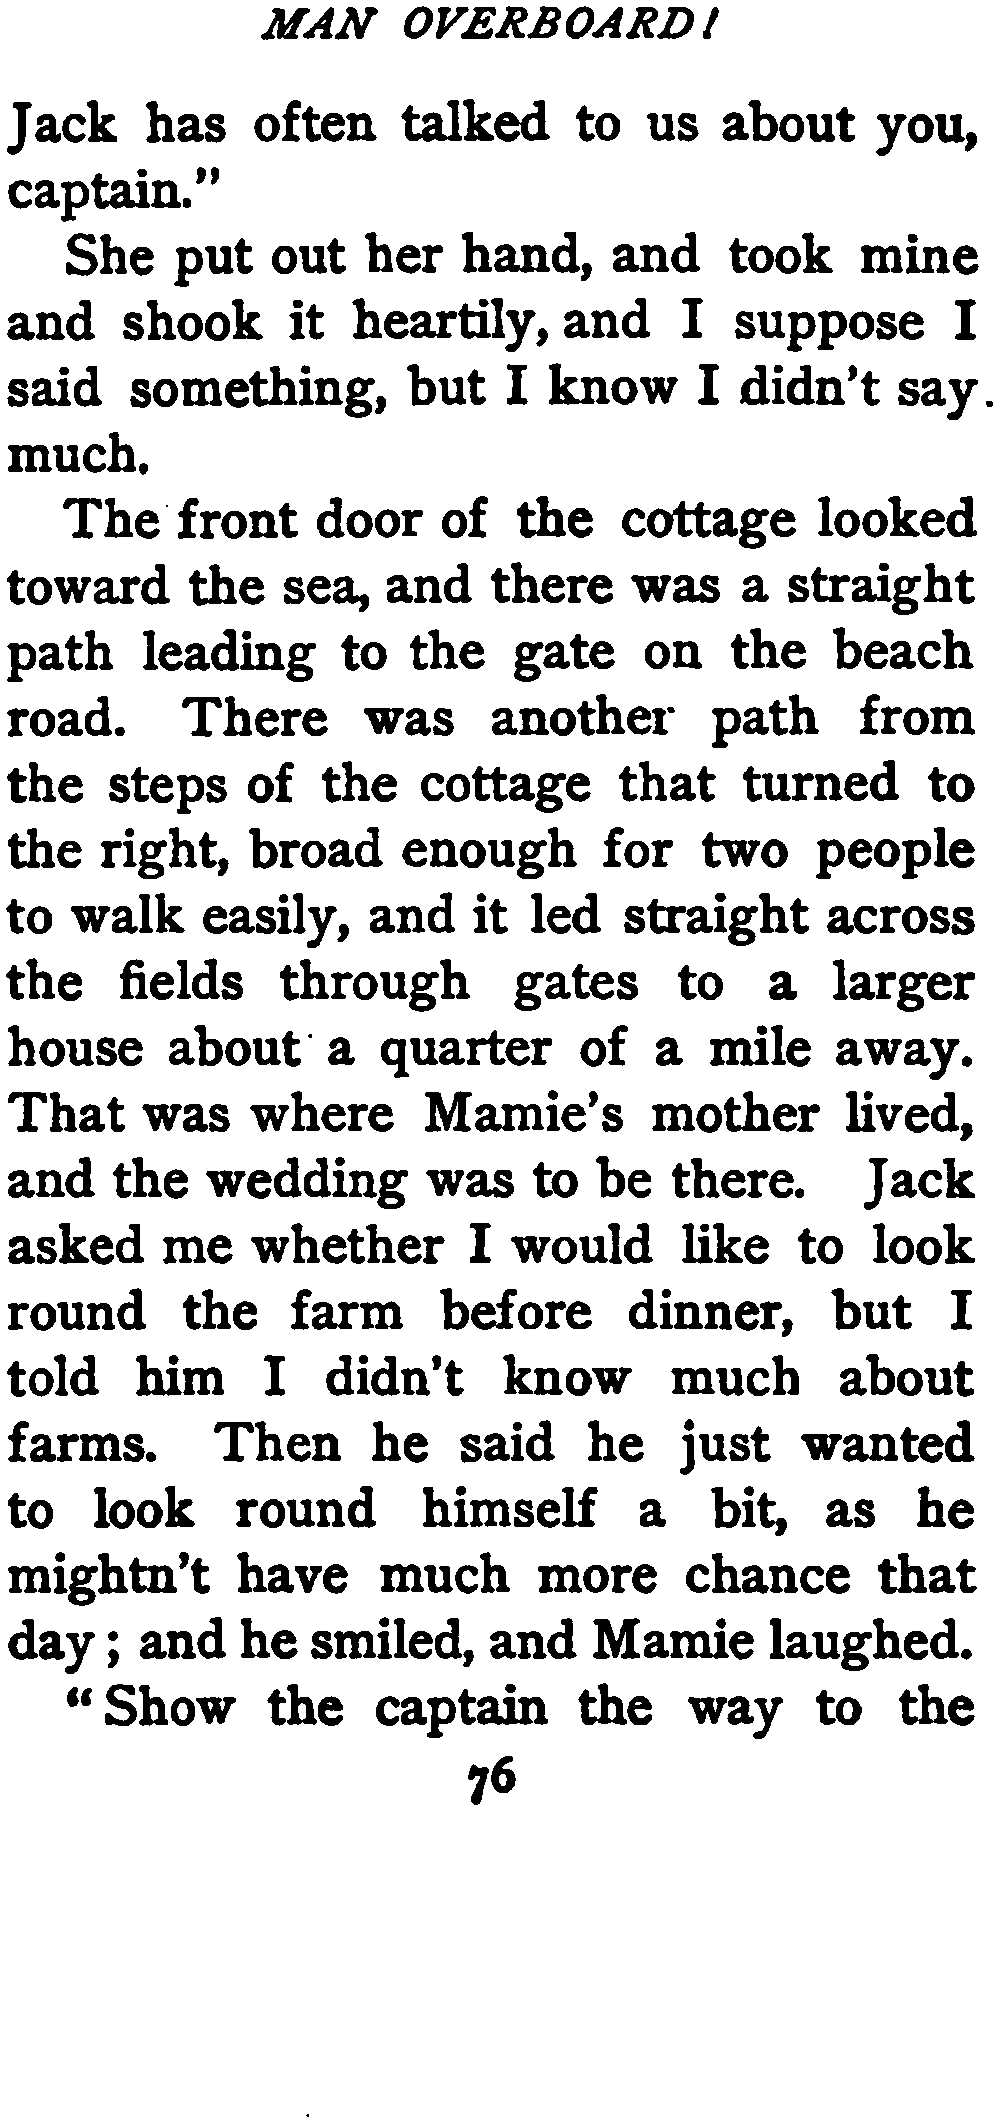 MAN OVERBOARD!
Jack has often talked to us about you,
captain."
She put out her hand, and took mine
and shook it heartily, and I suppose I
said something, but I know I didn't say.
much.
The front door of the cottage looked
toward the sea, and there was a straight
path leading to the gate on the beach
road. There was another path from
the steps of the cottage that turned to
the right, broad enough for two people
to walk easily, and it led straight across
the fields through gates to a larger
house about a quarter of a mile away.
That was where Mamie's mother lived,
and the wedding was to be there. Jack
asked me whether I would like to look
round the farm before dinner, but I
told him I didn't know much about
farms. Then he said he just wanted
to look round himself a bit, as he
mightn't have much more chance that
day; and he smiled, and Mamie laughed.
"Show the captain the way to the
76